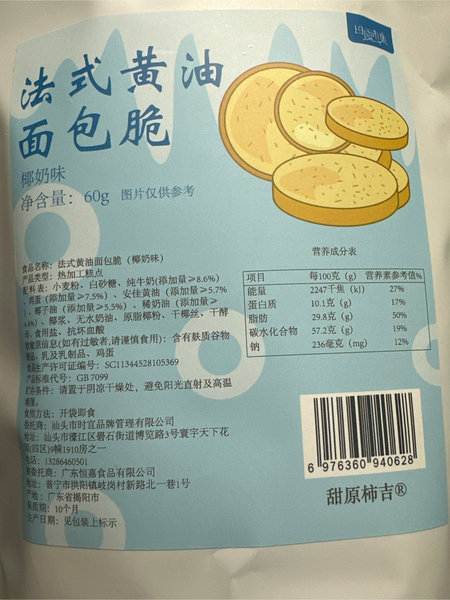 法式黄油
面包脆
椰奶味
净含量： 60g 图片仅供参考
食品名称：法式黄油面包脆（椰奶味）
产品类型：热加工糕点
配料表：小麦粉、白砂糖、纯牛奶(添加量≥8.6%)
、鸡蛋（添加量≥7.5%）、安佳黄油（添加量≥5.7%
）、椰子油（添加量≥5.5%）、稀奶油（添加量≥
4.4%）、椰浆、无水奶油、原脂椰粉、干椰丝、干酵
母、食用盐、抗坏血酸
致敏原信息(如有过敏者,请谨慎食用)：含有麸质谷物
制品、乳及乳制品、鸡蛋
食品生产许可证编号：SC11344528105369
产品标准代号：GB 7099
贮存条件：请置于阴凉干燥处，避免阳光直射及高温
潮湿。
食用方法：开袋即食
委托商：汕头市时宜品牌管理有限公司
地址：汕头市濠江区礐石街道博览路3号寰宇天下花
园(四区)9幢1910房之一
电话：13286460501
受委托商：广东恒嘉食品有限公司
地址：普宁市洪阳镇岐岗村新路北一巷1号
产地：广东省揭阳市
保质期：10个月
生产日期：见包装上标示
营养成分表
项目 每100克（g） 营养素参考值%
能量 2247千焦（kJ） 27%
蛋白质 10.1克（g） 17%
脂肪 29.8克（g） 50%
碳水化合物 57.2克（g） 19%
钠 236毫克（mg） 12%
6 976360 940628
甜原柿吉®